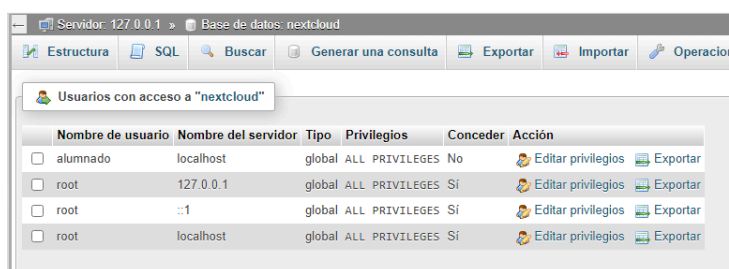 Servidor: 127.0.0.1 » Base de datos: nextcloud
Estructura SQL Buscar Generar una consulta Exportar Importar
Usuarios con acceso a "nextcloud"
Nombre de usuario Nombre del servidor Tipo Privilegios Conceder Acción
alumnado localhost global ALL PRIVILEGES No Editar privilegios Exportar
root 127.0.0.1 global ALL PRIVILEGES Sí Editar privilegios Exportar
root ::1 global ALL PRIVILEGES Sí Editar privilegios Exportar
root localhost global ALL PRIVILEGES Sí Editar privilegios Exportar